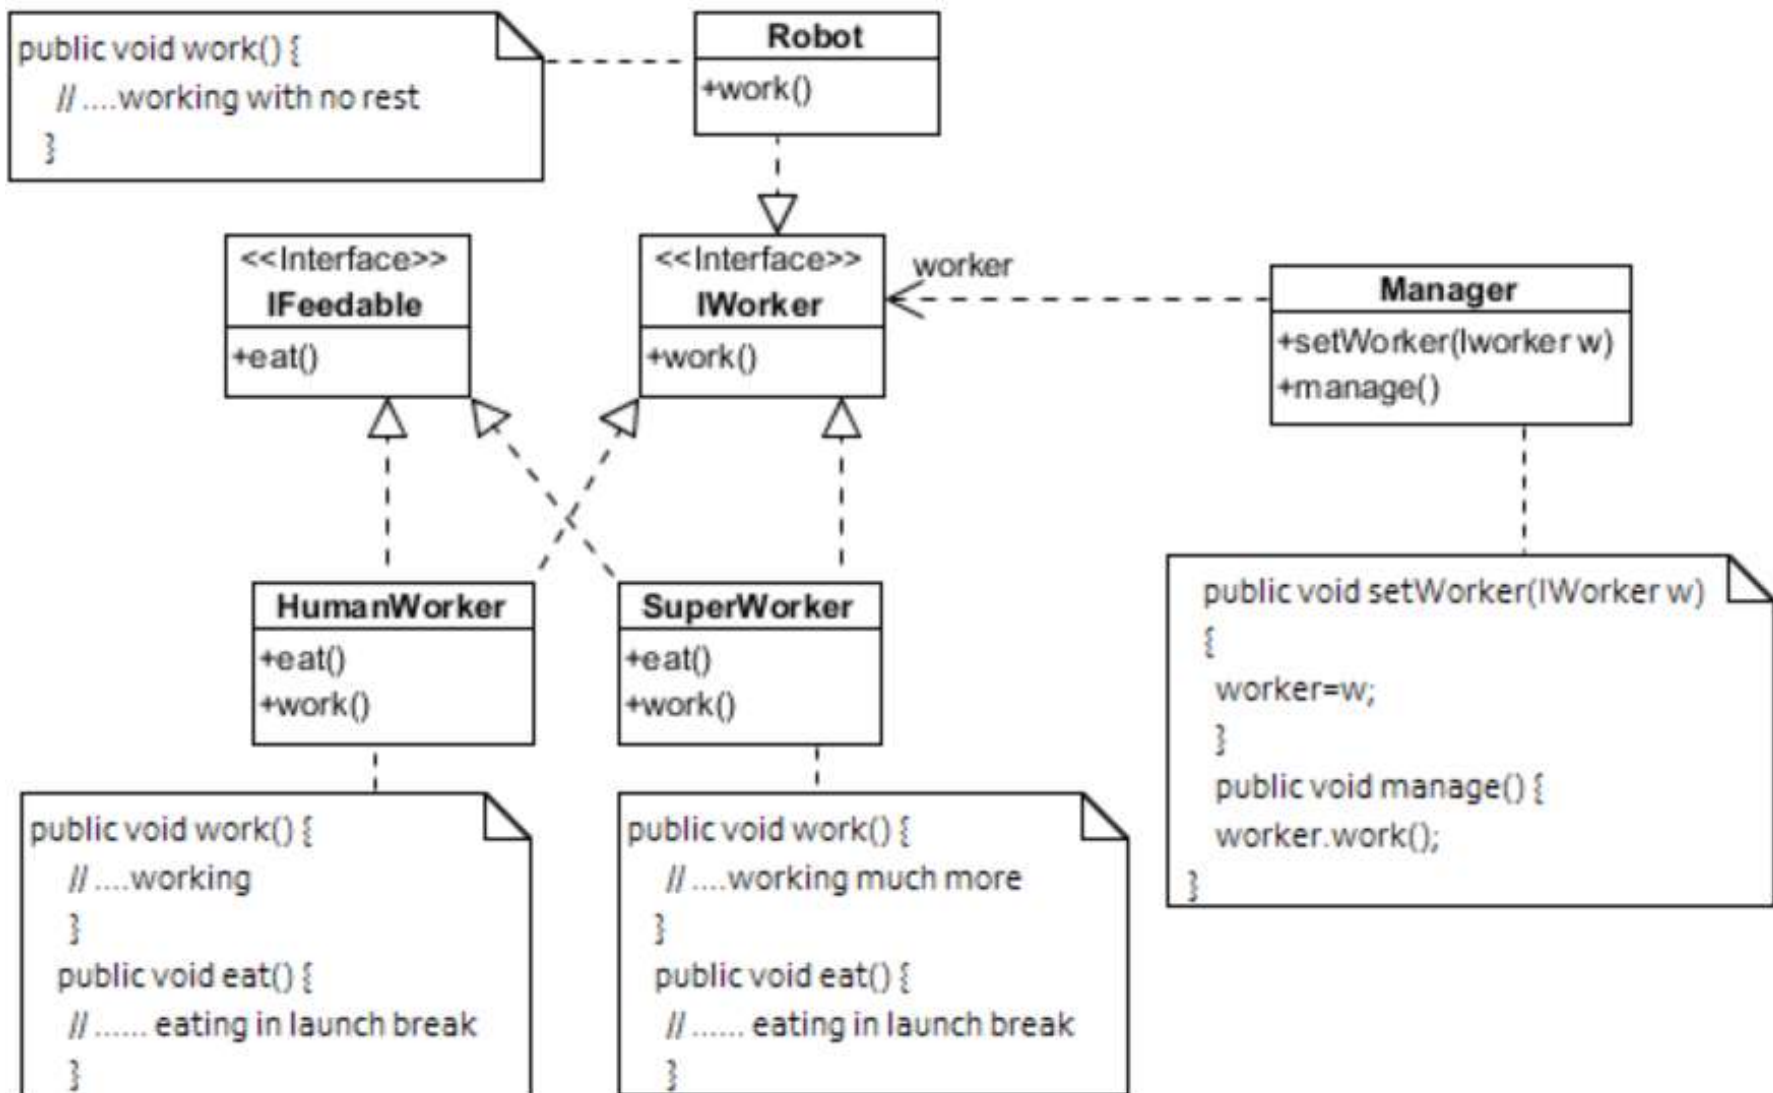 public void work() {
// ....working with no rest
}
Robot
+work()
<<Interface>>
IFeedable
+eat()
<<Interface>>
IWorker
+work()
worker
Manager
+setWorker(Iworker w)
+manage()
HumanWorker
+eat()
+work()
SuperWorker
+eat()
+work()
public void setWorker(IWorker w)
{
worker=w;
}
public void manage() {
worker.work();
}
public void work() {
// ....working
}
public void eat() {
// ...... eating in launch break
}
public void work() {
// ....working much more
}
public void eat() {
// ...... eating in launch break
}